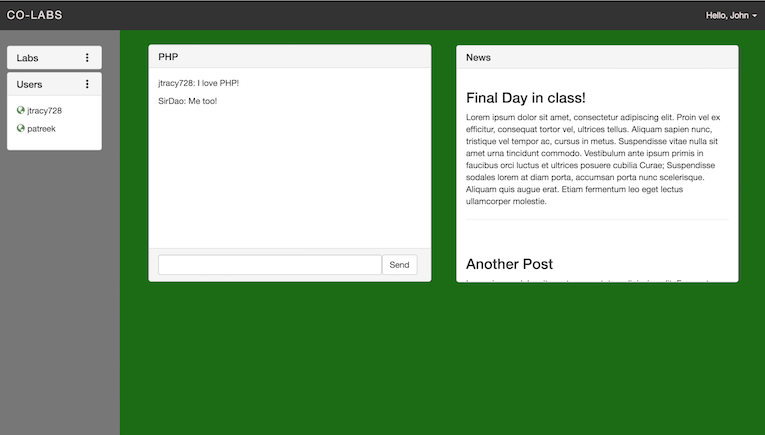 CO-LABS
Hello, John
Labs
Users
jtracy728
patreek
PHP
jtracy728: I love PHP!
SirDao: Me too!
Send
News
Final Day in class!
Lorem ipsum dolor sit amet, consectetur adipiscing elit. Proin vel ex
efficitur, consequat tortor vel, ultrices tellus. Aliquam sapien nunc,
tristique vel tempor ac, cursus in metus. Suspendisse vitae nulla sit
amet urna tincidunt commodo. Vestibulum ante ipsum primis in
faucibus orci luctus et ultrices posuere cubilia Curae; Suspendisse
sodales lorem at diam porta, accumsan porta nunc scelerisque.
Aliquam quis augue erat. Etiam fermentum leo eget lectus
ullamcorper molestie.
Another Post